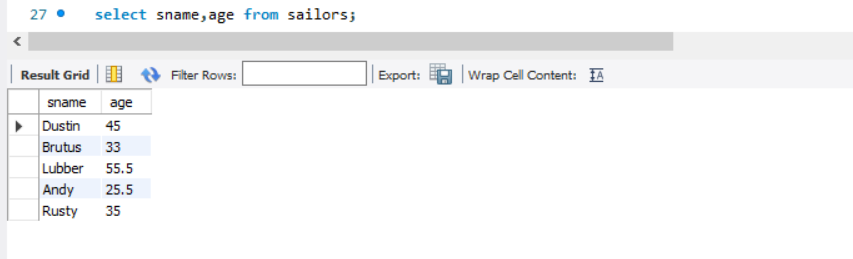 27 select sname,age from sailors;
Result Grid Filter Rows: Export: Wrap Cell Content: IA
sname age
Dustin 45
Brutus 33
Lubber 55.5
Andy 25.5
Rusty 35